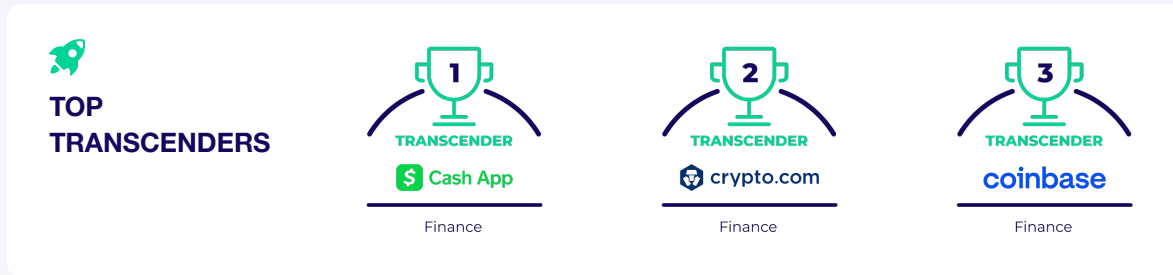 TOP
TRANSCENDERS
1
TRANSCENDER
$ Cash App
Finance
2
TRANSCENDER
crypto.com
Finance
3
TRANSCENDER
coinbase
Finance